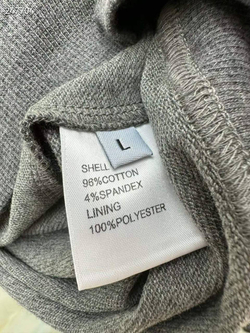 L
SHELL
96%COTTON
4%SPANDEX
LINING
100%POLYESTER